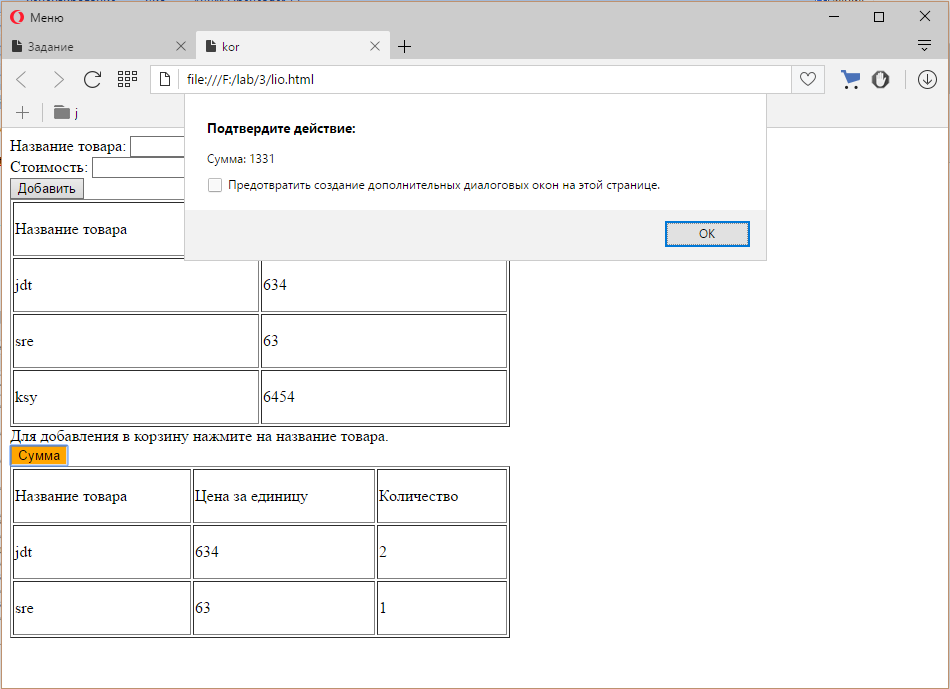 Меню
Задание
kor
file:///F:/lab/3/lio.html
j
Подтвердите действие:
Сумма: 1331
Предотвратить создание дополнительных диалоговых окон на этой странице.
OK
Название товара:
Стоимость:
Добавить
Название товара
jdt 634
sre 63
ksy 6454
Для добавления в корзину нажмите на название товара.
Сумма
Название товара Цена за единицу Количество
jdt 634 2
sre 63 1